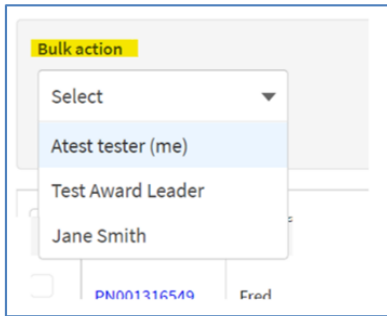 Bulk action
Select
Atest tester (me)
Test Award Leader
Jane Smith
PN001316549 Fred